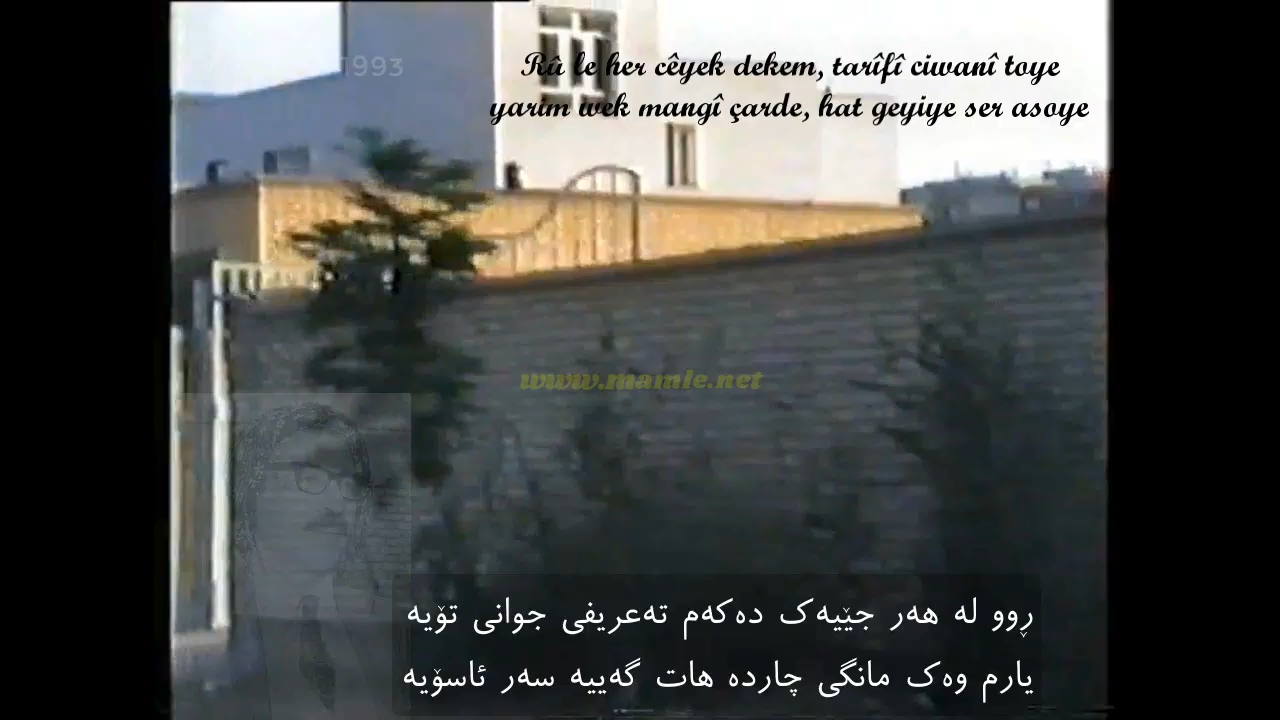 1993
Rû le her cêyek dekem, tarîfî ciwanî toye
yarim wek mangî çarde, hat geyiye ser asoye
www.mamle.net
ڕوو لە هەر جێیەک دەکەم تەعریفی جوانی تۆیە
یارم وەک مانگی چاردە هات گەییە سەر ئاسۆیە